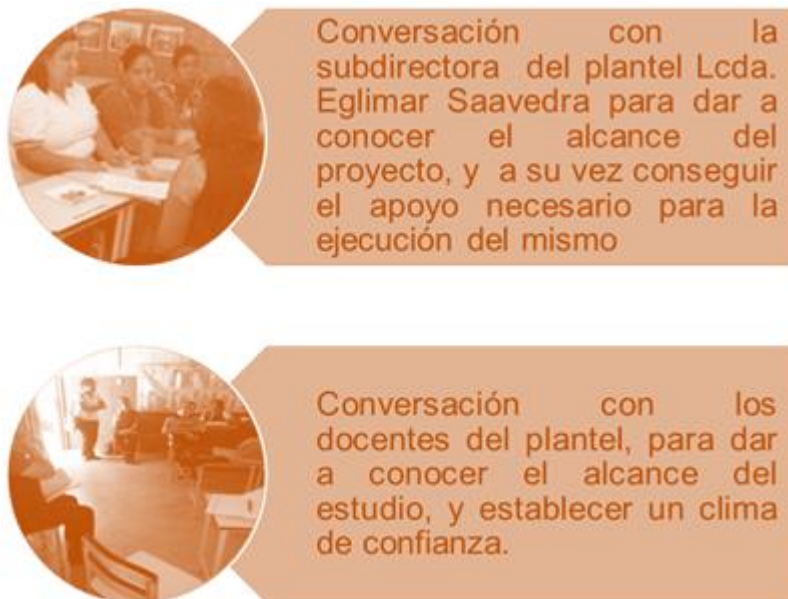 Conversación con la
subdirectora del plantel Lcda.
Eglimar Saavedra para dar a
conocer el alcance del
proyecto, y a su vez conseguir
el apoyo necesario para la
ejecución del mismo
Conversación con los
docentes del plantel, para dar
a conocer el alcance del
estudio, y establecer un clima
de confianza.